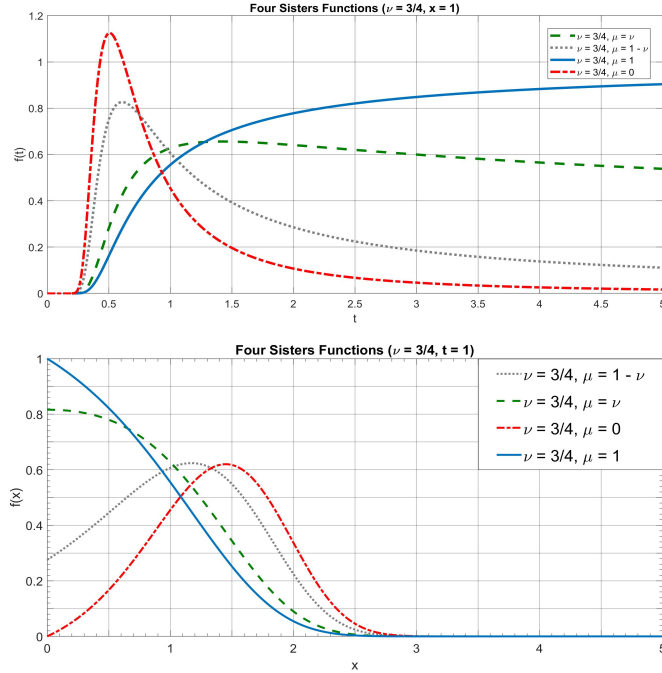 Four Sisters Functions (ν = 3/4, x = 1)
1.2
1
0.8
0.6
0.4
0.2
0
f(t)
ν = 3/4, μ = ν
ν = 3/4, μ = 1 - ν
ν = 3/4, μ = 1
ν = 3/4, μ = 0
0 0.5 1 1.5 2 2.5 3 3.5 4 4.5 5
t
Four Sisters Functions (ν = 3/4, t = 1)
1
0.8
0.6
0.4
0.2
0
f(x)
ν = 3/4, μ = 1 - ν
ν = 3/4, μ = ν
ν = 3/4, μ = 0
ν = 3/4, μ = 1
0 1 2 3 4 5
x